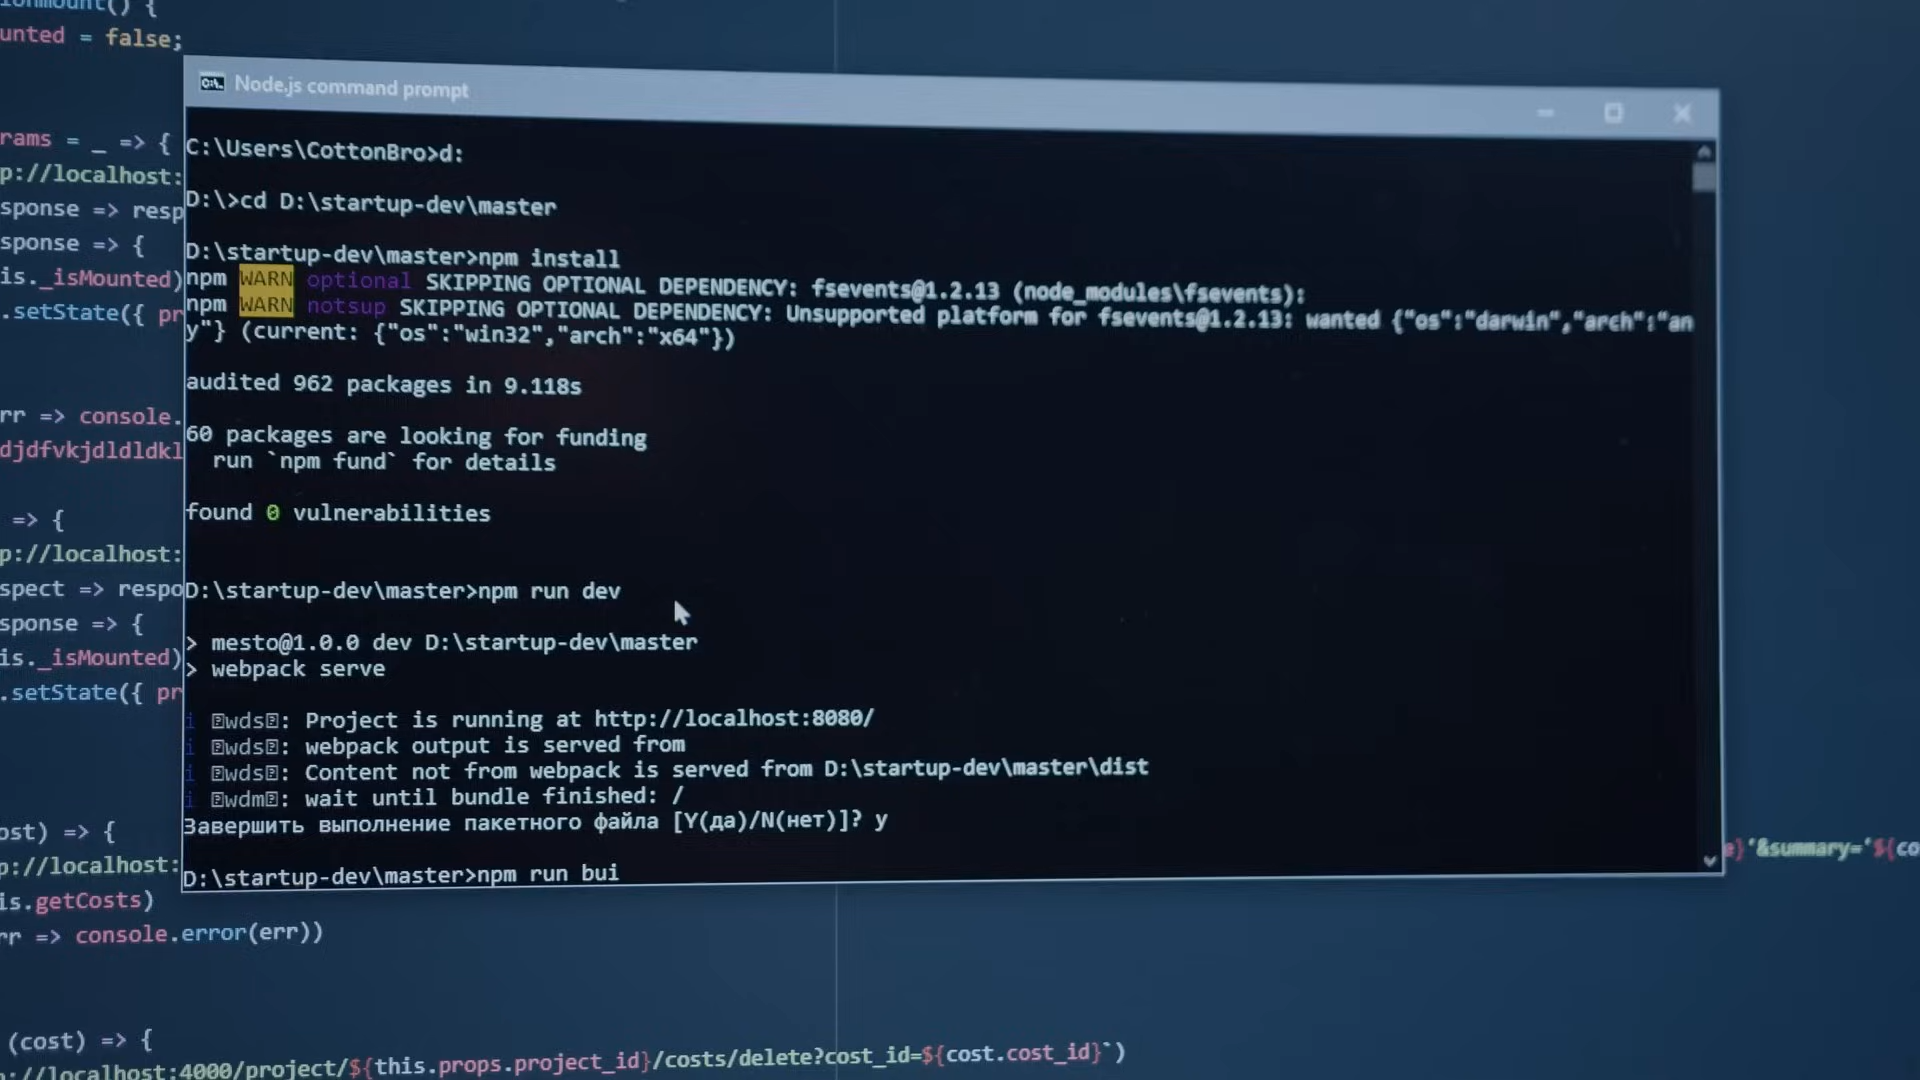 unted = false;
Node.js command prompt
C:\Users\CottonBro>d:
rams = _ => {
p://localhost:
D:\>cd D:\startup-dev\master
sponse => resp
sponse => {
D:\startup-dev\master>npm install
is._isMounted)
npm WARN optional SKIPPING OPTIONAL DEPENDENCY: fsevents@1.2.13 (node_modules\fsevents):
.setState({ pr
npm WARN notsup SKIPPING OPTIONAL DEPENDENCY: Unsupported platform for fsevents@1.2.13: wanted {"os":"darwin","arch":"an
y"} (current: {"os":"win32","arch":"x64"})
audited 962 packages in 9.118s
rr => console.
60 packages are looking for funding
djdfvkjdldldkl
run `npm fund` for details
=> {
found 0 vulnerabilities
p://localhost:
spect => respo
D:\startup-dev\master>npm run dev
sponse => {
> mesto@1.0.0 dev D:\startup-dev\master
is._isMounted)
> webpack serve
.setState({ pr
i ⍰wds⍰: Project is running at http://localhost:8080/
i ⍰wds⍰: webpack output is served from
i ⍰wds⍰: Content not from webpack is served from D:\startup-dev\master\dist
i ⍰wdm⍰: wait until bundle finished: /
Завершить выполнение пакетного файла [Y(да)/N(нет)]? y
ost) => {
e}'&summary='${co
p://localhost:
D:\startup-dev\master>npm run bui
is.getCosts)
rr => console.error(err))
(cost) => {
://localhost:4000/project/${this.props.project_id}/costs/delete?cost_id=${cost.cost_id}`)